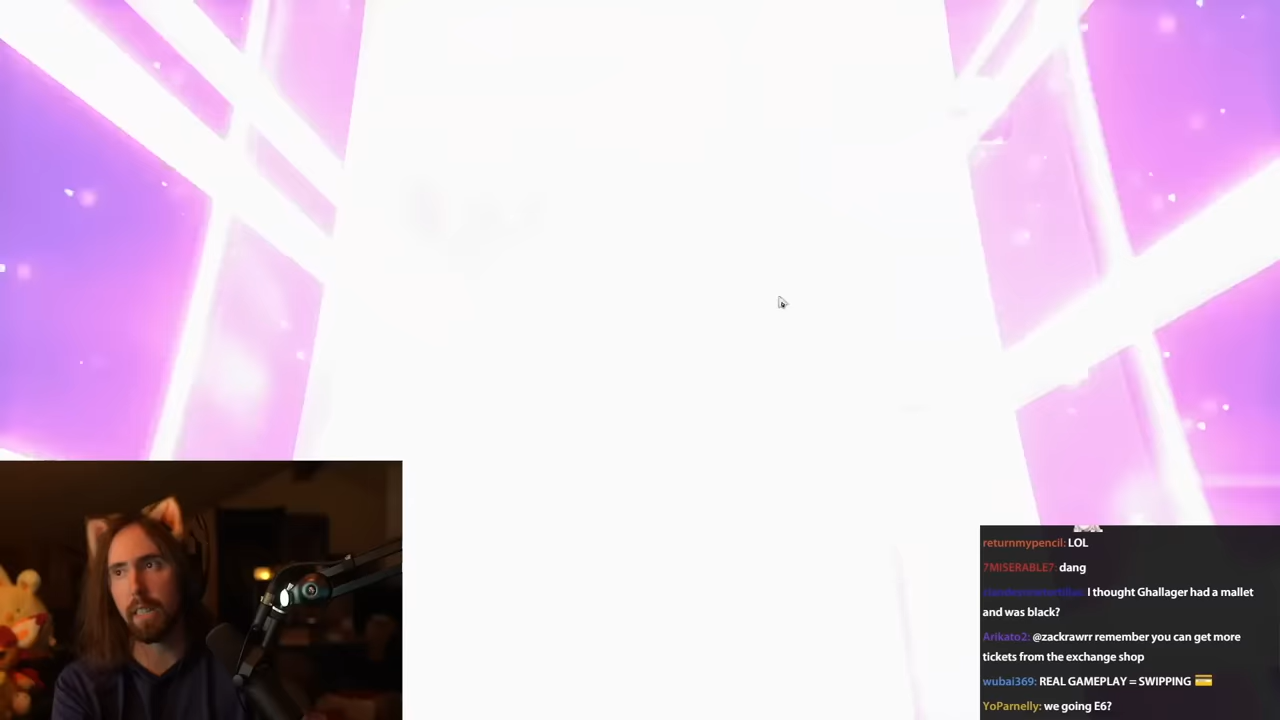 returnmypencil: LOL
7MISERABLE7: dang
I thought Ghallager had a mallet
and was black?
Arikato2: @zackrawrr remember you can get more
tickets from the exchange shop
wubai369: REAL GAMEPLAY = SWIPPING
YoParnelly: we going E6?